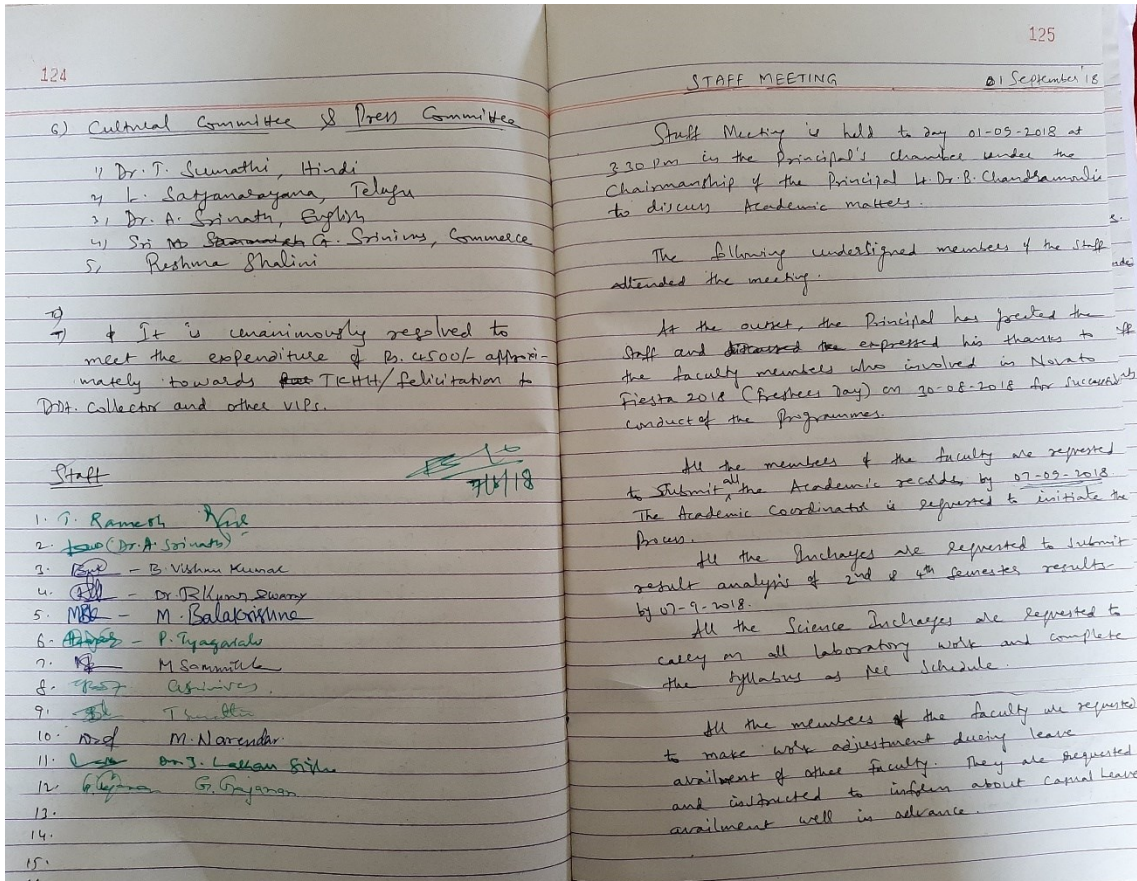 124
6) Cultural Committee & Press Committee
1) Dr. T. Sumathi, Hindi
2) L. Satyanarayana, Telugu
3) Dr. A. Srinath, English
4) Sri G. Srinivas, Commerce
5) Reshma Shalini
7) It is unanimously resolved to
meet the expenditure of Rs. 4500/- approxi-
mately towards TKHH/felicitation to
Collector and other VIPs.
Staff
1. T. Ramesh
2. (Dr. A. Srinath)
3. - B. Vishnu Kumar
4. - Dr. Swamy
5. - M. Balakrishna
6. - P. Tyagaralu
7. M Sammilla
8.
9. T
10. M. Narendar.
11. Dr. J.
12 G. Gajanan
13.
14.
15.
125
STAFF MEETING 01 September '18
Staff Meeting is held to day 01-09-2018 at
3.30 pm in the Principal's chamber under the
Chairmanship of the Principal Lt. Dr. B. Chandramouli
to discuss Academic matters.
The following undersigned members of the Staff
attended the meeting.
At the outset, the Principal has greeted the
Staff and expressed his thanks to
the faculty members who involved in Novato
Fiesta 2018 (Freshers Day) on 30-08-2018 for successful
conduct of the Programmes.
All the members of the faculty are requested
to submit all the Academic records by 07-09-2018
The Academic Coordinator is requested to initiate the
Process.
All the Incharges are requested to submit
result analysis of 2nd & 4th Semester results
by 07-9-2018.
All the Science Incharges are requested to
carry on all laboratory work and complete
the syllabus as per schedule.
All the members of the faculty are requested
to make work adjustment during leave
availment of other faculty. They are requested
and instructed to inform about Casual Leave
availment well in advance.